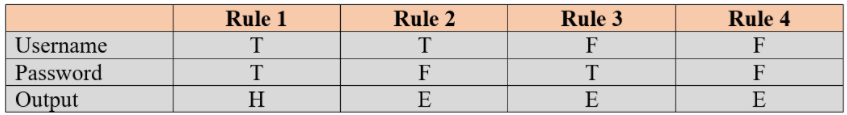 Rule 1 Rule 2 Rule 3 Rule 4
Username T T F F
Password T F T F
Output H E E E